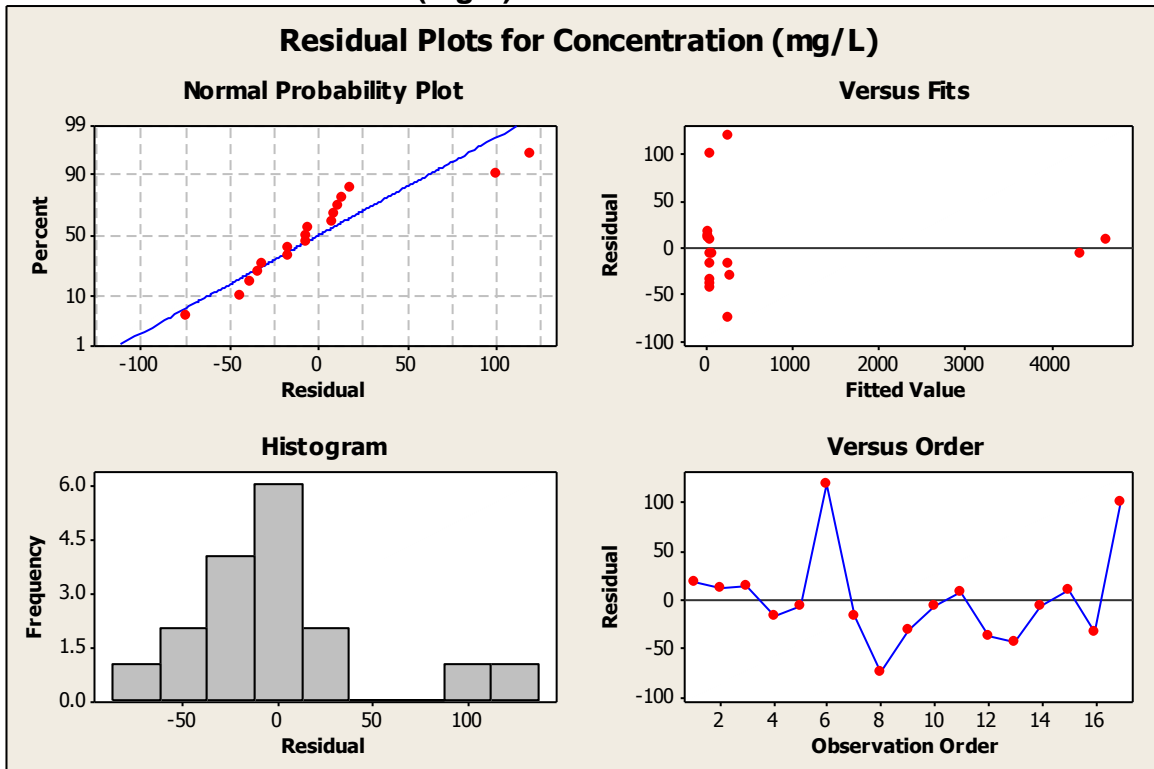 Residual Plots for Concentration (mg/L)
Normal Probability Plot
99
90
50
10
1
Percent
-100 -50 0 50 100
Residual
Versus Fits
100
50
0
-50
-100
Residual
0 1000 2000 3000 4000
Fitted Value
Histogram
6.0
4.5
3.0
1.5
0.0
Frequency
-50 0 50 100
Residual
Versus Order
100
50
0
-50
-100
Residual
2 4 6 8 10 12 14 16
Observation Order